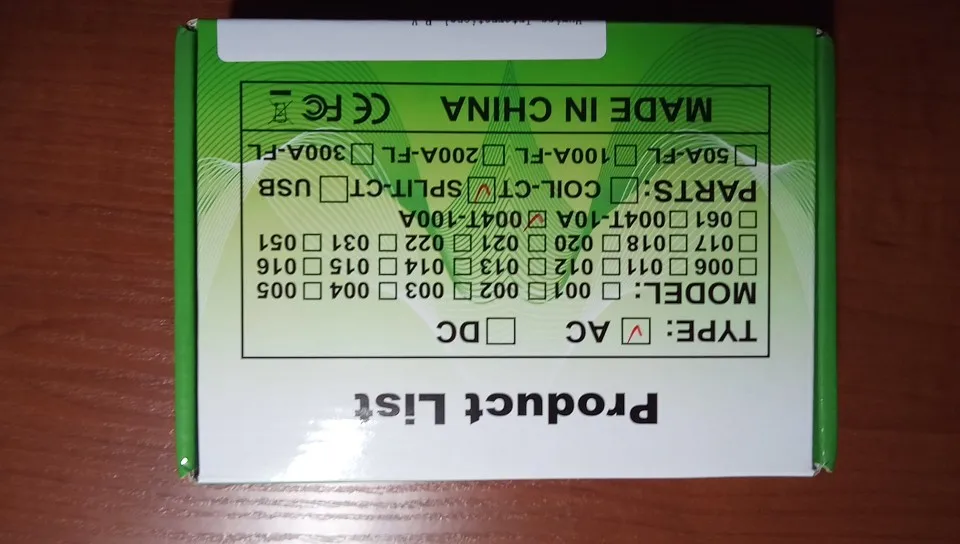 Product List
TYPE: ☑ AC ☐ DC
MODEL: ☐ 001 ☐ 002 ☐ 003 ☐ 004 ☐ 005
☐ 006 ☐ 011 ☐ 012 ☐ 013 ☐ 014 ☐ 015 ☐ 016
☐ 017 ☐ 018 ☐ 020 ☐ 021 ☐ 022 ☐ 031 ☐ 051
☐ 061 ☐ 004T-10A ☑ 004T-100A
PARTS: ☐ COIL-CT ☑ SPLIT-CT ☐ USB
☐ 50A-FL ☐ 100A-FL ☐ 200A-FL ☐ 300A-FL
MADE IN CHINA CE FC
International B.V